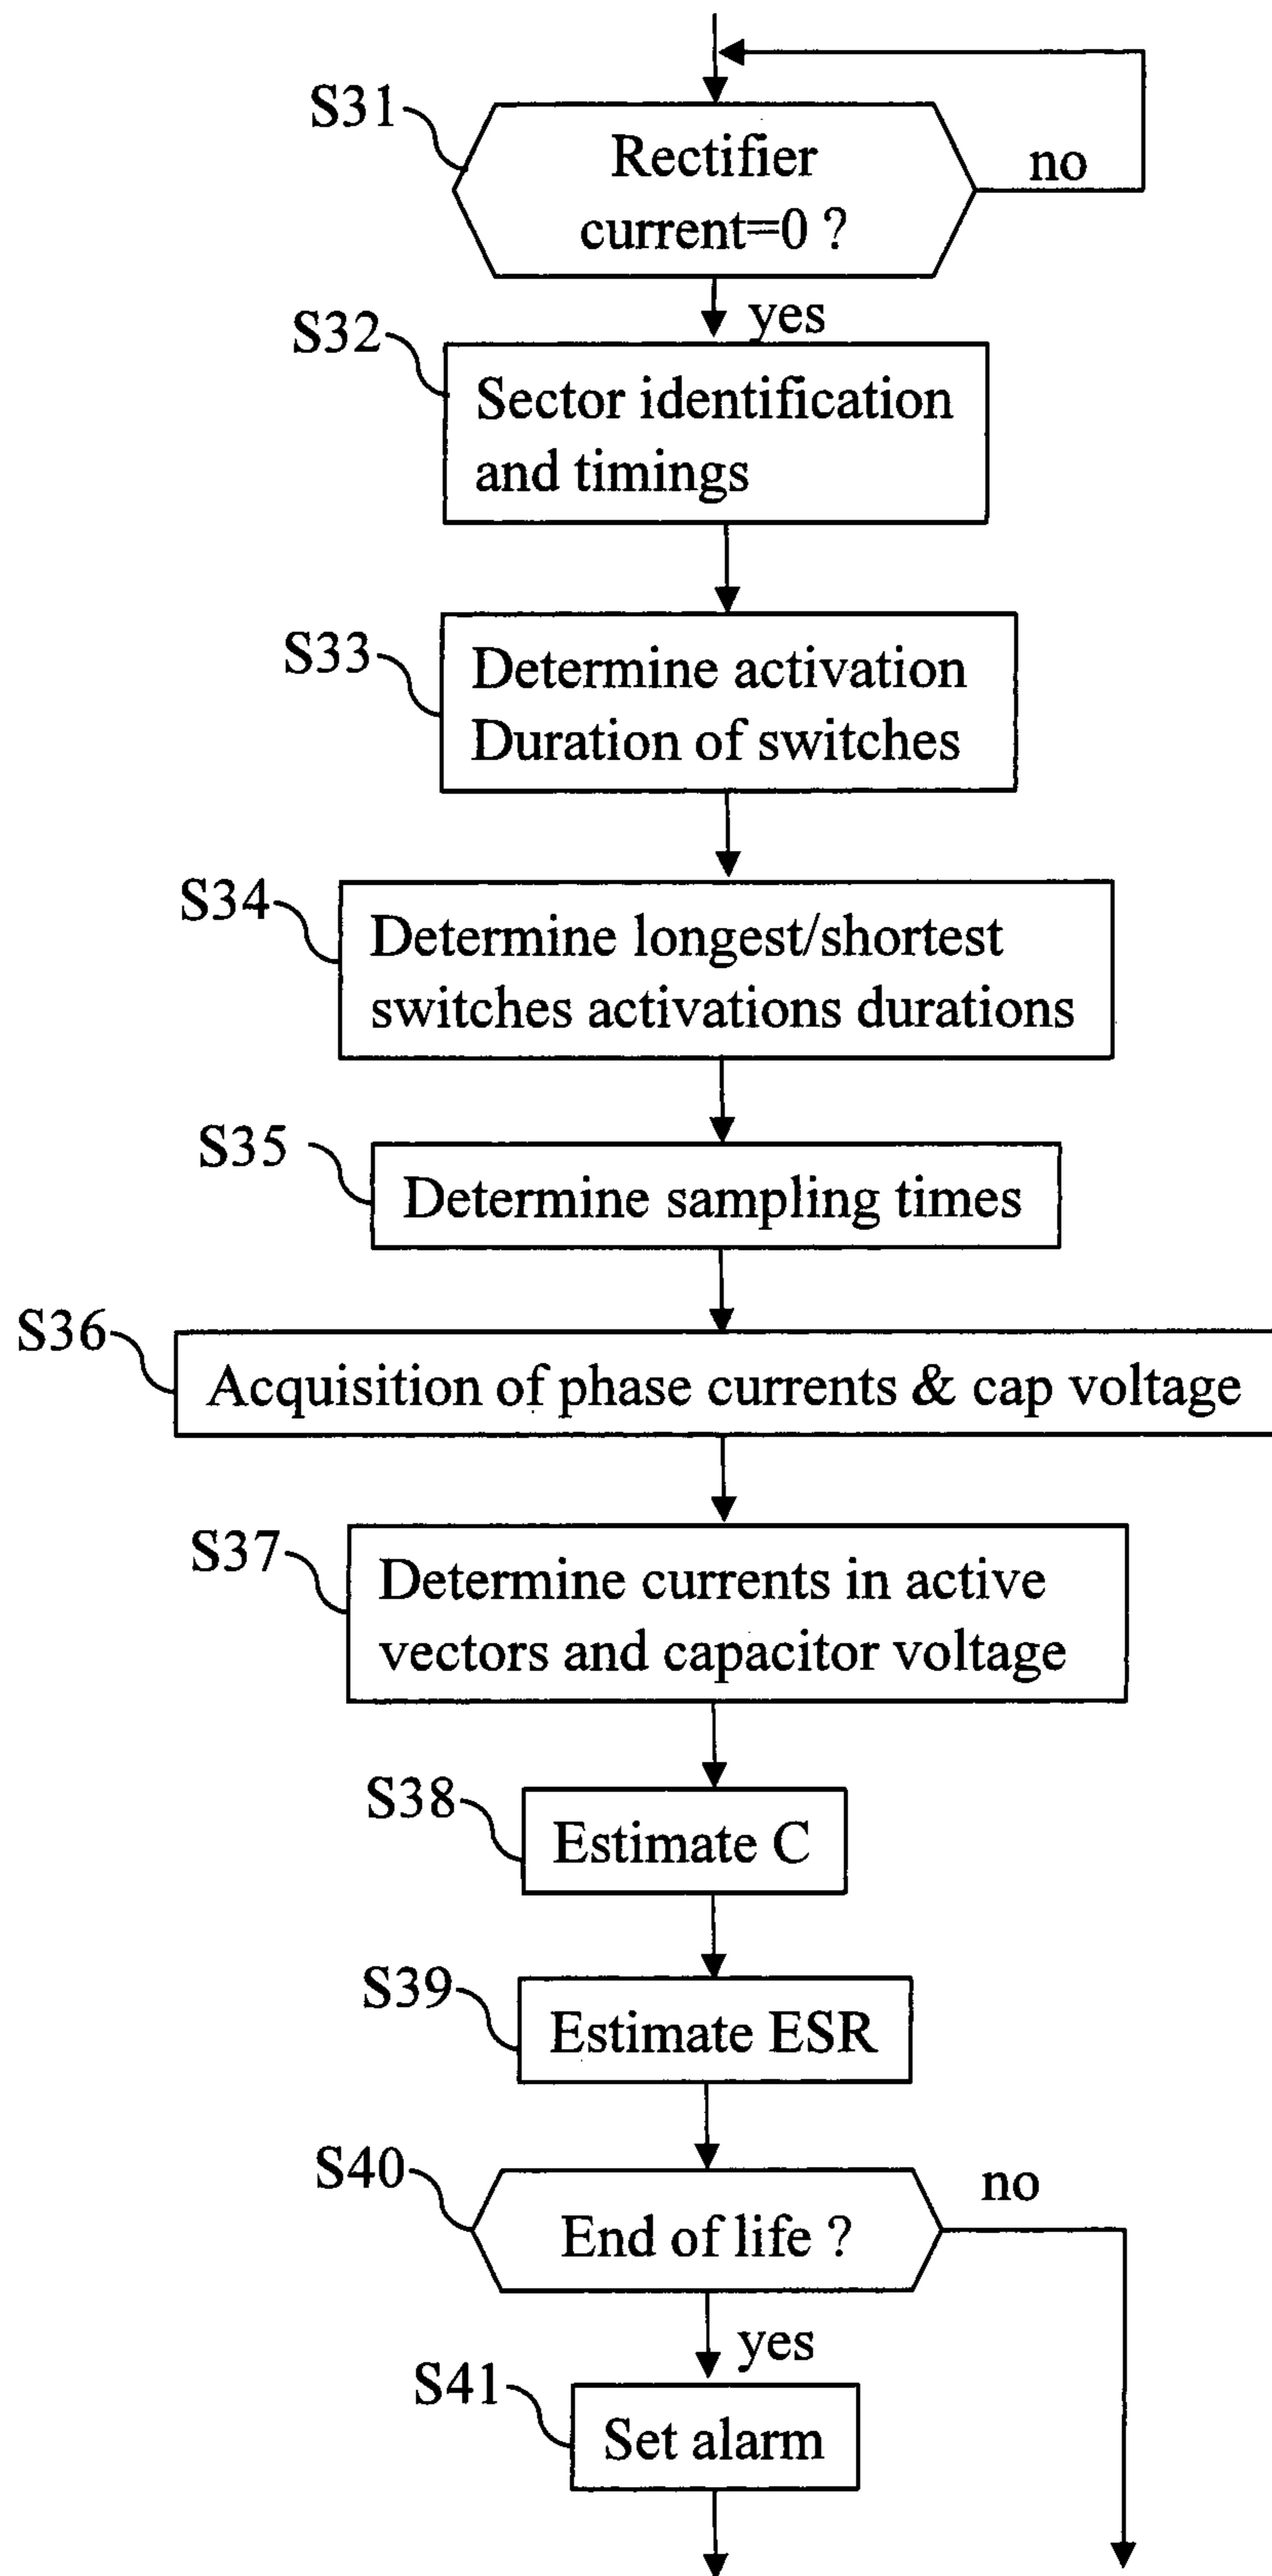 S31
Rectifier
current=0 ?
no
yes
S32
Sector identification
and timings
S33
Determine activation
Duration of switches
S34
Determine longest/shortest
switches activations durations
S35
Determine sampling times
S36
Acquisition of phase currents & cap voltage
S37
Determine currents in active
vectors and capacitor voltage
S38
Estimate C
S39
Estimate ESR
S40
End of life ?
no
yes
S41
Set alarm